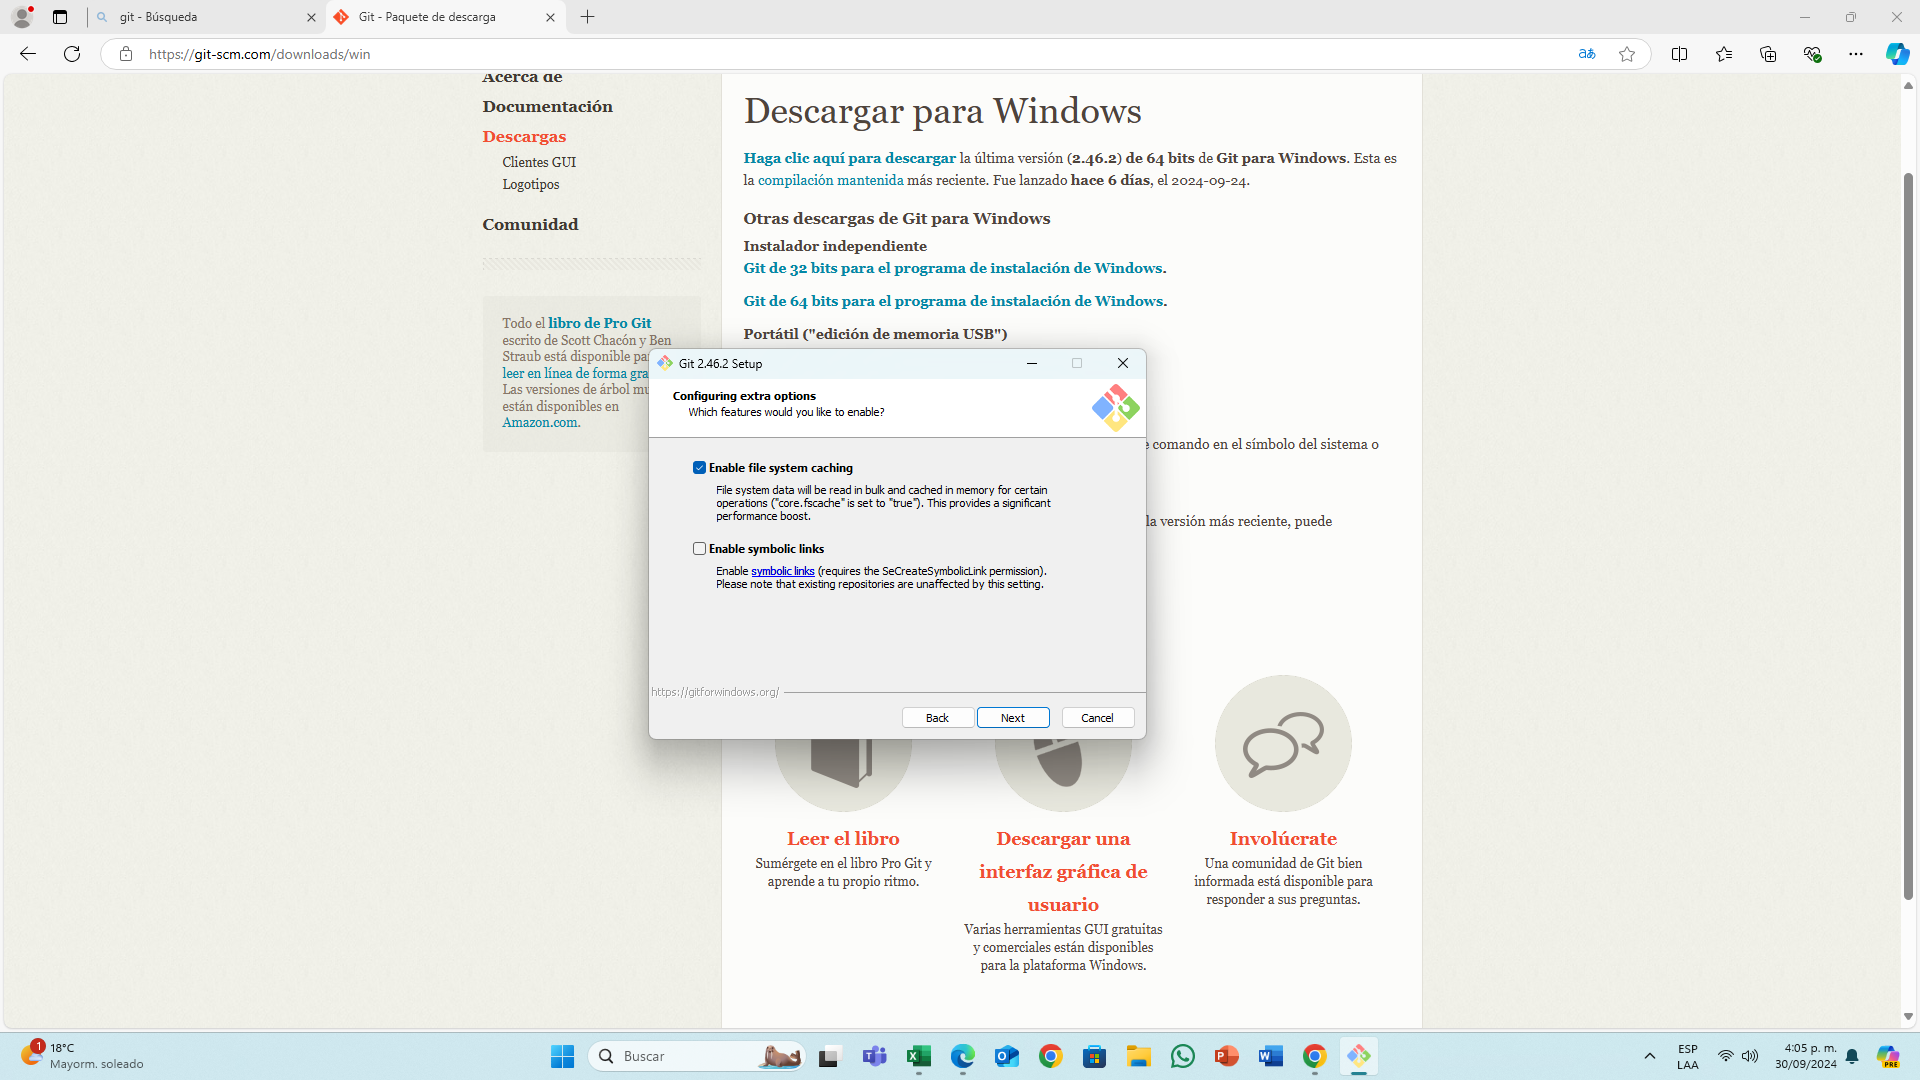 git - Búsqueda
Git - Paquete de descarga
https://git-scm.com/downloads/win
Acerca de
Documentación
Descargas
Clientes GUI
Logotipos
Comunidad
Todo el libro de Pro Git
escrito de Scott Chacón y Ben
Straub está disponible pa
leer en línea de forma gra
Las versiones de árbol mu
están disponibles en
Amazon.com.
Descargar para Windows
Haga clic aquí para descargar la última versión (2.46.2) de 64 bits de Git para Windows. Esta es
la compilación mantenida más reciente. Fue lanzado hace 6 días, el 2024-09-24.
Otras descargas de Git para Windows
Instalador independiente
Git de 32 bits para el programa de instalación de Windows.
Git de 64 bits para el programa de instalación de Windows.
Portátil ("edición de memoria USB")
e comando en el símbolo del sistema o
la versión más reciente, puede
Git 2.46.2 Setup
Configuring extra options
Which features would you like to enable?
Enable file system caching
File system data will be read in bulk and cached in memory for certain
operations ("core.fscache" is set to "true"). This provides a significant
performance boost.
Enable symbolic links
Enable symbolic links (requires the SeCreateSymbolicLink permission).
Please note that existing repositories are unaffected by this setting.
https://gitforwindows.org/
Back
Next
Cancel
Leer el libro
Sumérgete en el libro Pro Git y
aprende a tu propio ritmo.
Descargar una
interfaz gráfica de
usuario
Varias herramientas GUI gratuitas
y comerciales están disponibles
para la plataforma Windows.
Involúcrate
Una comunidad de Git bien
informada está disponible para
responder a sus preguntas.
1
18°C
Mayorm. soleado
Buscar
ESP
LAA
4:05 p. m.
30/09/2024
PRE